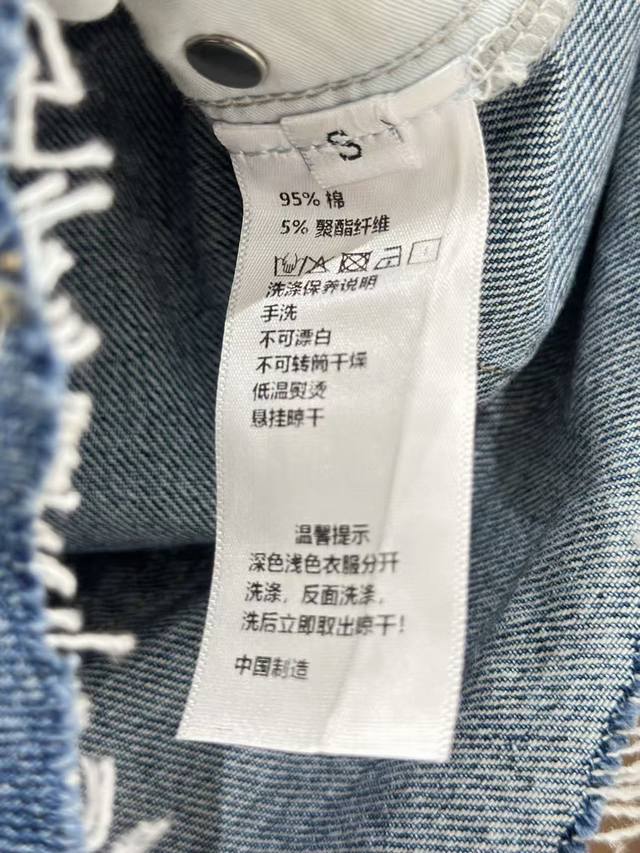 S
95% 棉
5% 聚酯纤维
洗涤保养说明
手洗
不可漂白
不可转筒干燥
低温熨烫
悬挂晾干
温馨提示
深色浅色衣服分开
洗涤，反面洗涤，
洗后立即取出晾干！
中国制造